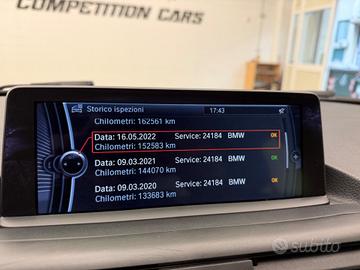 COMPETITION CARS
Storico ispezioni 17:43
Chilometri: 162561 km
Data: 16.05.2022 Service: 24184 BMW OK
Chilometri: 152583 km
Data: 09.03.2021 Service: 24184 BMW OK
Chilometri: 144070 km
Data: 09.03.2020 Service: 24184 BMW OK
Chilometri: 133683 km
subito